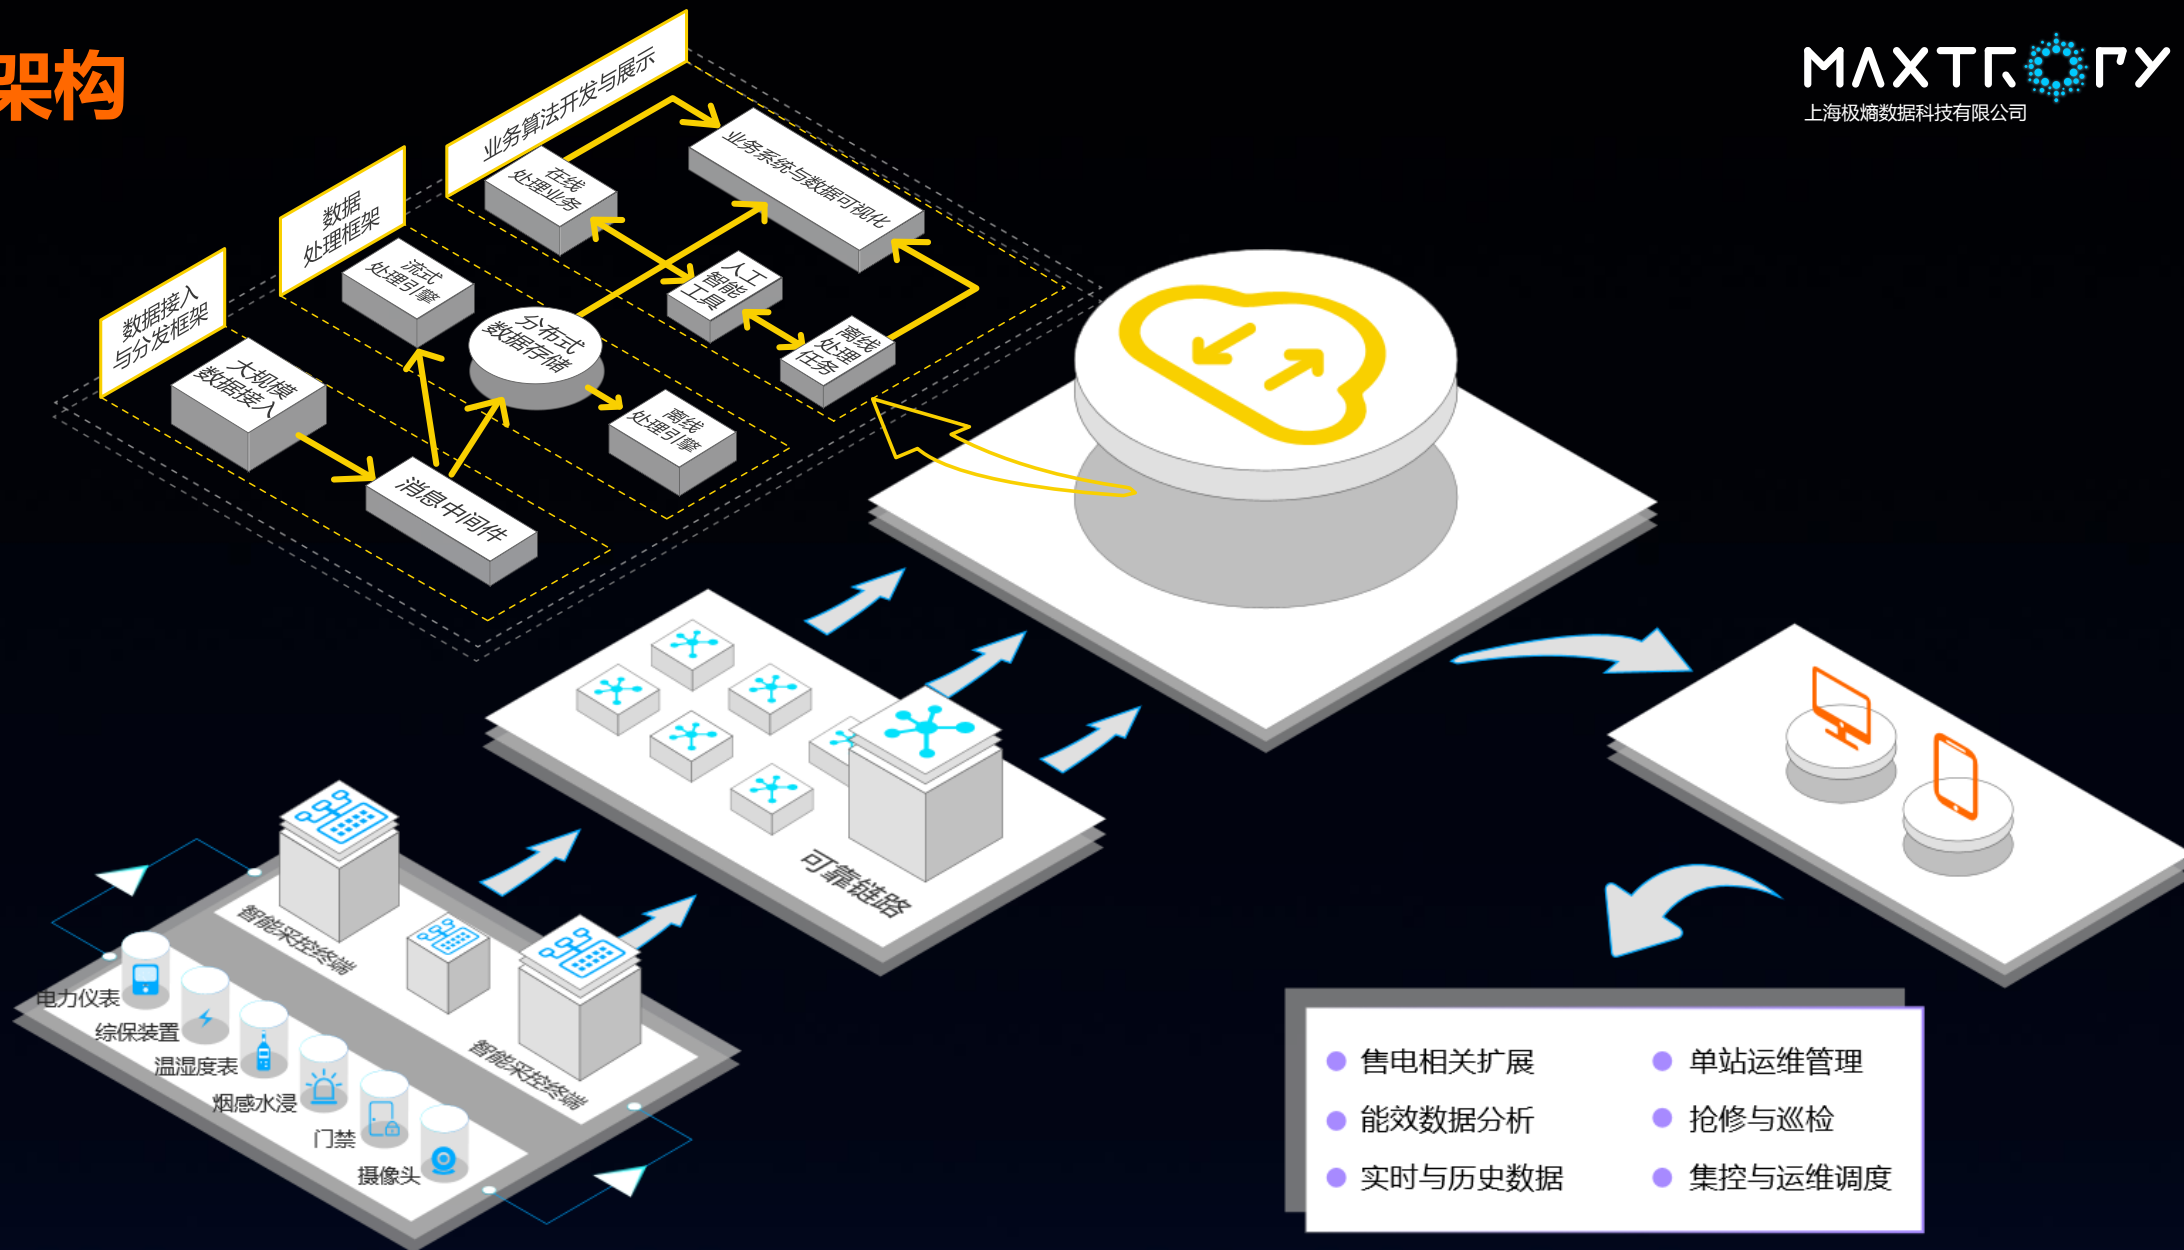 架构
MAXTROPY
上海极熵数据科技有限公司
业务算法开发与展示
数据
处理框架
数据接入
与分发框架
在线
处理业务
业务系统与数据可视化
流式
处理引擎
人工
智能
工具
分布式
数据存储
离线
处理
任务
大规模
数据接入
离线
处理引擎
消息中间件
可靠链路
智能采控终端
智能采控终端
电力仪表
综保装置
温湿度表
烟感水浸
门禁
摄像头
售电相关扩展
能效数据分析
实时与历史数据
单站运维管理
抢修与巡检
集控与运维调度